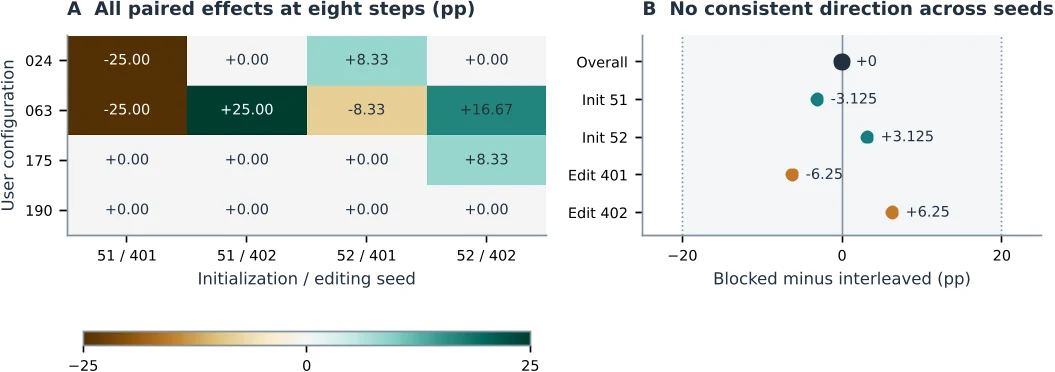 A All paired effects at eight steps (pp)
User configuration
024 -25.00 +0.00 +8.33 +0.00
063 -25.00 +25.00 -8.33 +16.67
175 +0.00 +0.00 +0.00 +8.33
190 +0.00 +0.00 +0.00 +0.00
51 / 401 51 / 402 52 / 401 52 / 402
Initialization / editing seed
−25 0 25
B No consistent direction across seeds
Overall +0
Init 51 -3.125
Init 52 +3.125
Edit 401 -6.25
Edit 402 +6.25
−20 0 20
Blocked minus interleaved (pp)